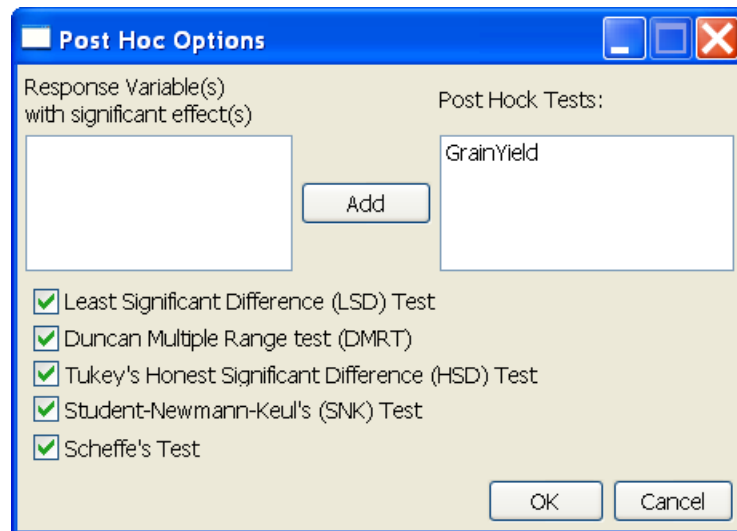 Post Hoc Options
Response Variable(s)
with significant effect(s)
Post Hock Tests:
GrainYield
Add
Least Significant Difference (LSD) Test
Duncan Multiple Range test (DMRT)
Tukey's Honest Significant Difference (HSD) Test
Student-Newmann-Keul's (SNK) Test
Scheffe's Test
OK
Cancel